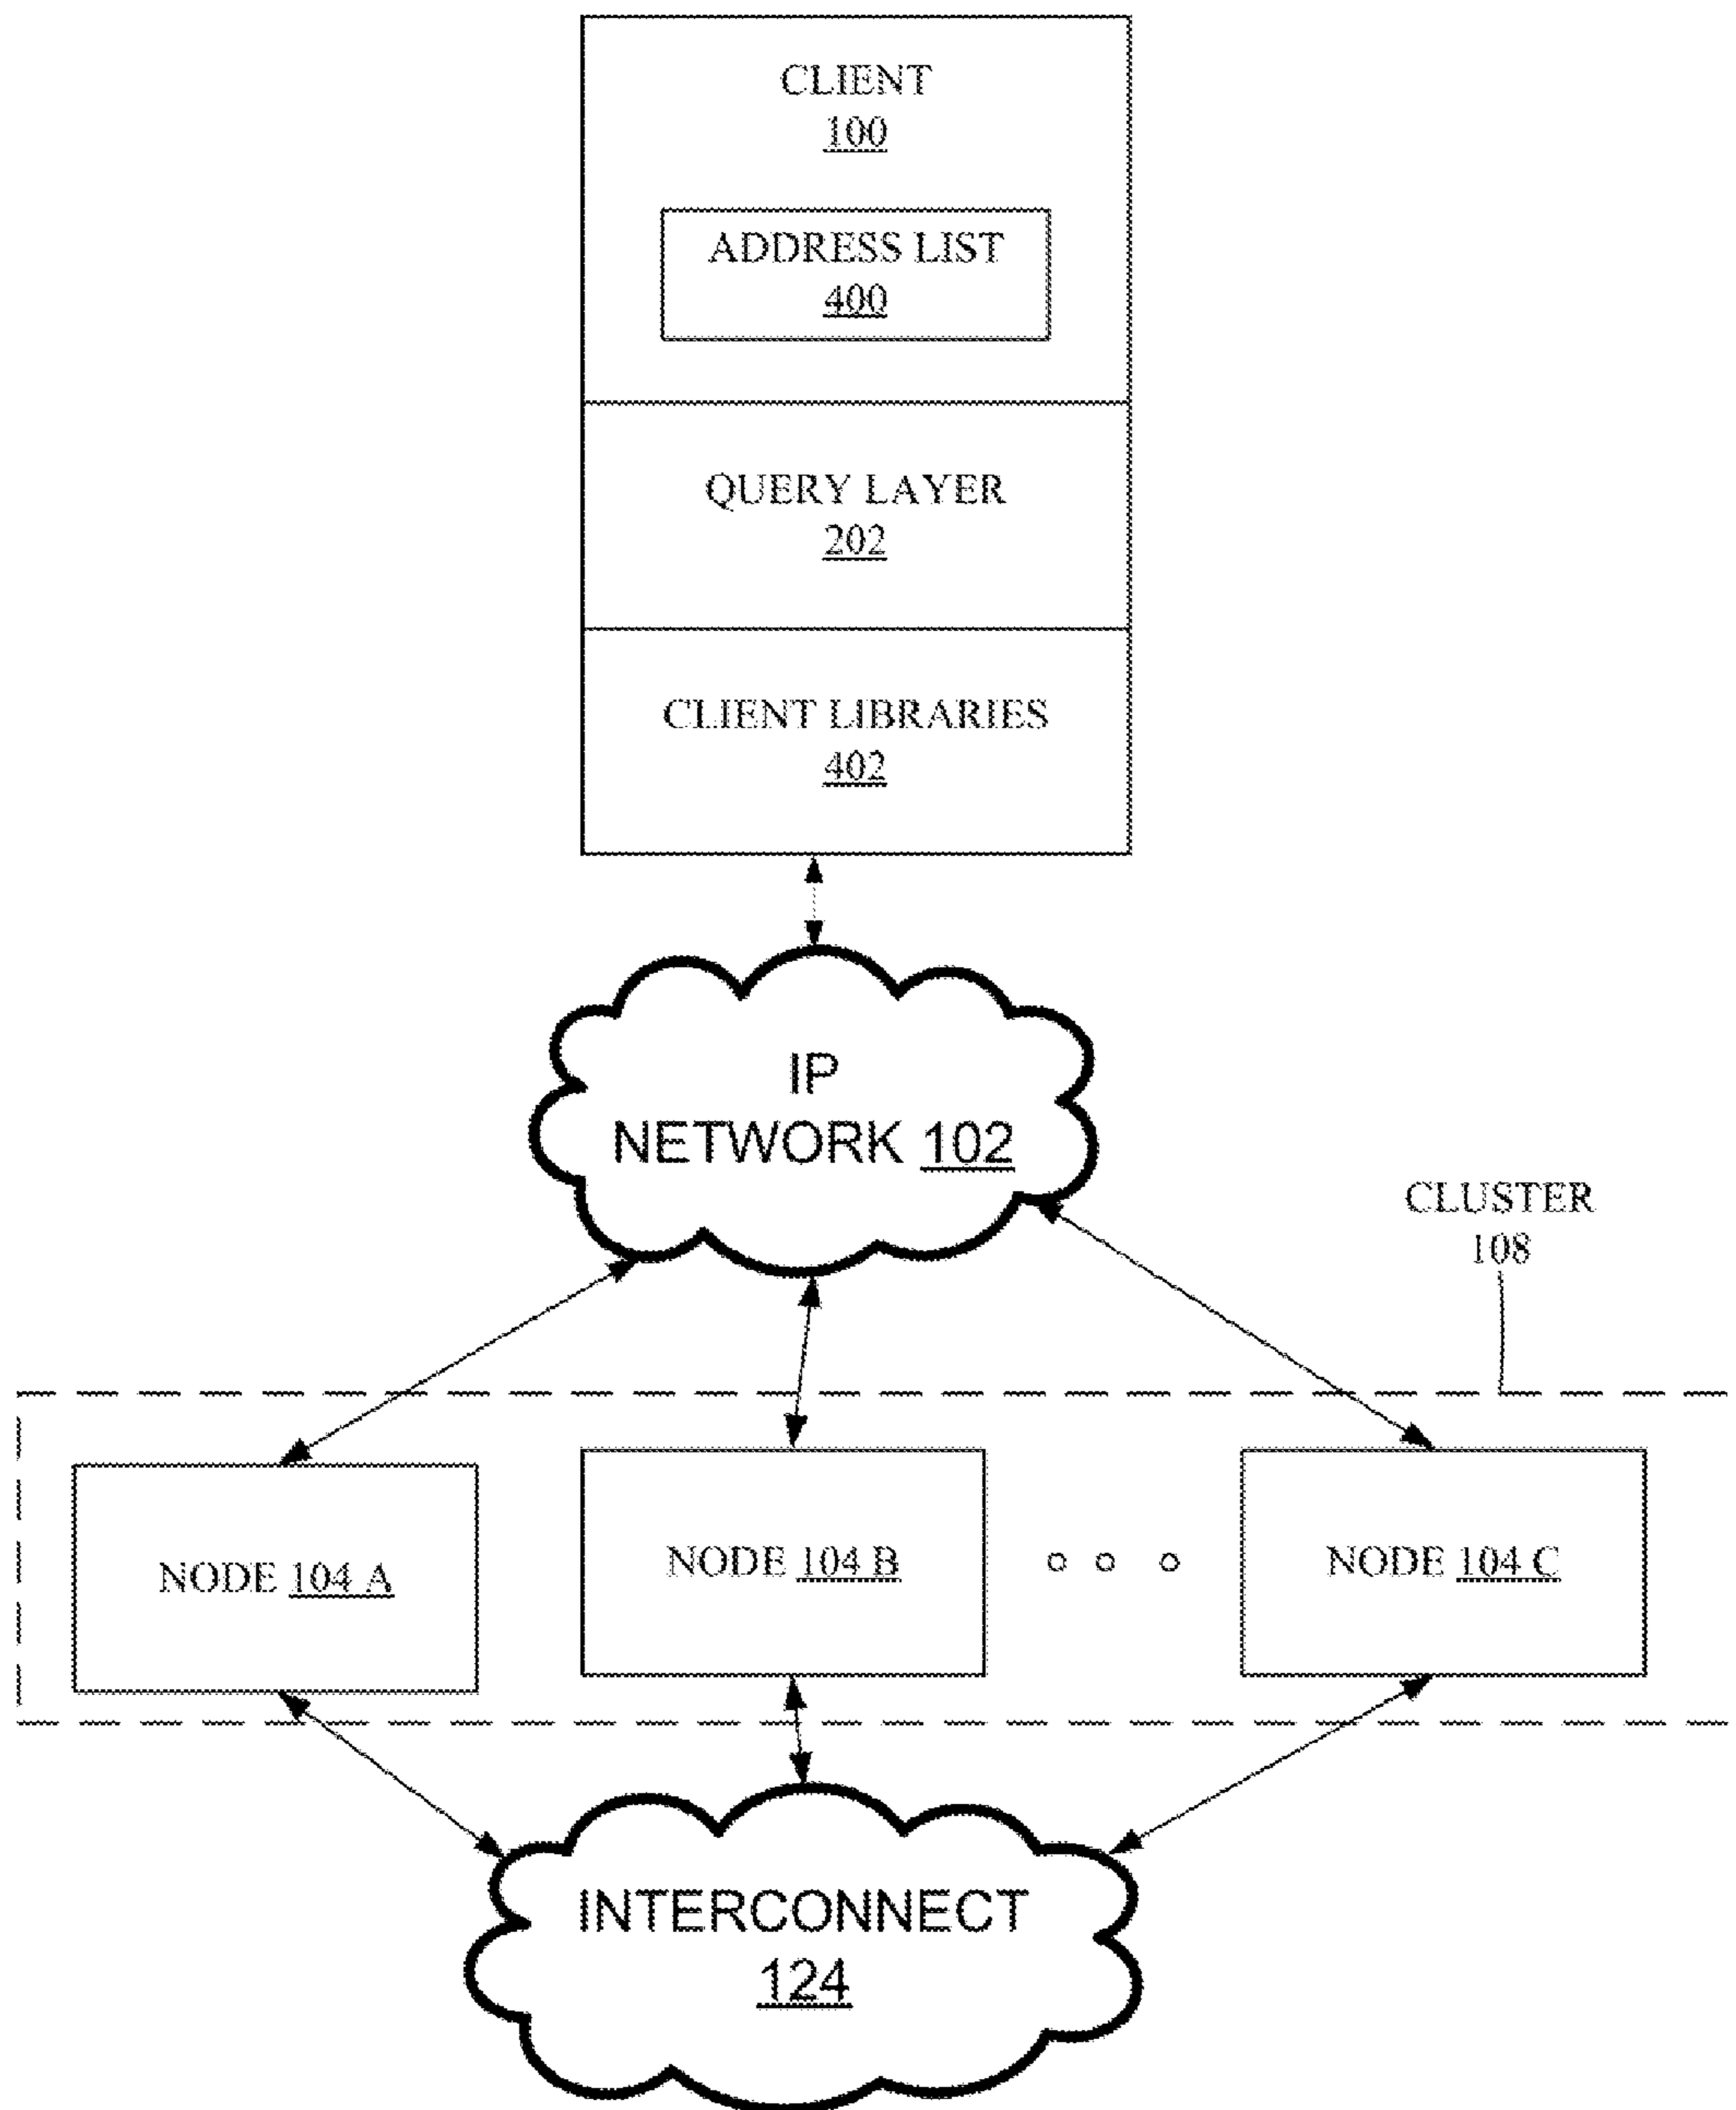 CLIENT
100
ADDRESS LIST
400
QUERY LAYER
202
CLIENT LIBRARIES
402
IP
NETWORK 102
CLUSTER
108
NODE 104 A
NODE 104 B
NODE 104 C
INTERCONNECT
124